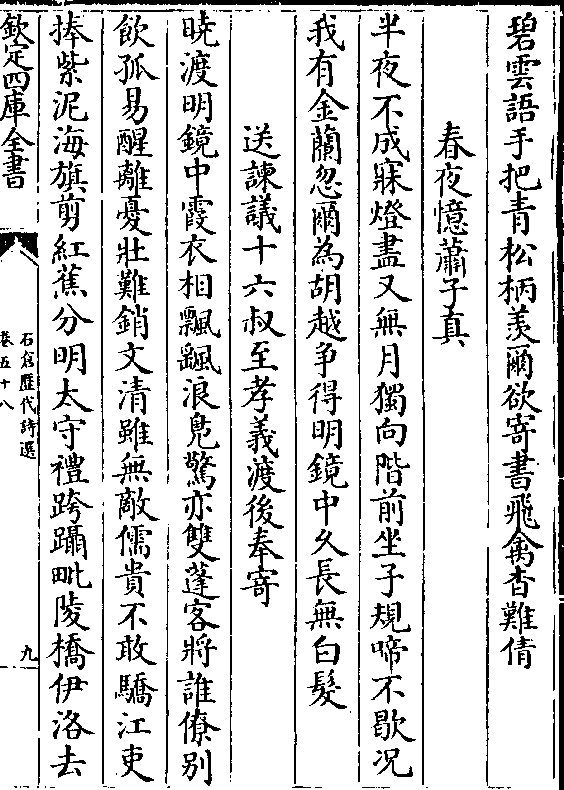 碧雲語手把青松柄羡爾欲寄書飛禽杳難倩
春夜憶蕭子真
半夜不成寐燈盡又無月獨向階前坐子規啼不歇况
我有金蘭忽爾為胡越争得明鏡中久長無白髮
送諫議十六叔至孝義渡後奉寄
曉渡明鏡中霞衣相飄颻浪鳬驚亦雙蓬客將誰僚别
飲孤易醒離憂壯難銷文清雖無敵儒貴不敢驕江吏
捧紫泥海旗剪紅蕉分明太守禮跨躡毗陵橋伊洛去
欽定四庫全書
石倉歷代詩選
卷五十八
九